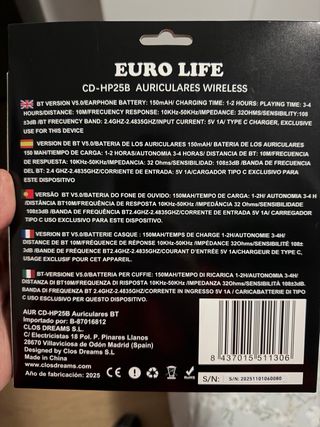 EURO LIFE
CD-HP25B AURICULARES WIRELESS
BT VERSION V5.0/EARPHONE BATTERY: 150mAH/ CHARGING TIME: 1-2 HOURS: PLAYING TIME: 3-4
HOURS/DISTANCE: 10M/FREQUENCY RESPONSE: 10KHz-50KHz/IMPEDANCE: 32OHMS/SENSIBILITY:108
±3dB /BT FRECUENCY BAND: 2.4GHZ-2.4835GHZ/INPUT CURRENT: 5V 1A/ TYPE C CHARGER, EXCLUSIVE
USE FOR THIS DEVICE
VERSION DE BT V5.0/BATERIA DE LOS AURICULARES 150MAH/ BATERIA DE LOS AURICULARES
150 MAH/TIEMPO DE CARGA: 1-2 HORAS/AUTONOMIA 3-4 HORAS/DISTANCIA DE BT: 10M/FRECUENCIA
DE RESPUESTA: 10KHz-50KHz/IMPEDANCIA: 32 Ohms/SENSIBILIDAD: 108±3dB /BANDA DE FRECUENCIA
DEL BT 2.4GHZ-2.4835GHZ/CORRIENTE DE ENTRADA: 5V 1A/ CARGADOR TIPO C EXCLUSIVO PARA
ESTE DISPOSITIVO
VERSÃO BT V5.0/BATERIA DO FONE DE OUVIDO: 150MAH/TEMPO DE CARGA: 1-2H/ AUTONOMIA 3-4 H
/DISTÂNCIA BT10M/FREQUÊNCIA DE RESPOSTA 10KHz-50KHz/IMPEDÂNCIA 32 Ohms/SENSIBILIDADE
108±3dB /BANDA DE FREQUÊNCIA BT2.4GHZ-2.4835GHZ/CORRENTE DE ENTRADA 5V 1A/ CARREGADOR
TIPO C USO EXCLUSIVO PARA ESTE DISPOSITIVO.
VESRION BT V5.0/BATTERIE CASQUE : 150MAH/TEMPS DE CHARGE 1-2H/AUTONOMIE 3-4H/
DISTANCE DE BT 10M/FRÉQUENCE DE RÉPONSE 10KHz-50KHz/IMPÉDANCE 32 Ohms/SENSIBILITÉ 108±
3dB /BANDE DE FRÉQUENCE BT2.4GHZ-2.4835GHZ/COURANT D'ENTRÉE 5V 1A/CHARGEUR DE TYPE C,
USAGE EXCLUSIF POUR CET APPAREIL.
BT-VERSIONE V5.0/BATTERIA PER CUFFIE: 150MAH/TEMPO DI RICARICA 1-2H/AUTONOMIA 3-4H/
DISTANZA DI BT10M/FREQUENZA DI RISPOSTA 10KHz-50KHz/IMPEDANZA 32Ohms/SENSIBILITÀ 108±3dB.
BANDA DI FREQUENZA BT 2.4GHZ-2.4835GHZ/CORRENTE IN INGRESSO 5V 1A/ CARICABATTERIE DI TIPO
C USO ESCLUSIVO PER QUESTO DISPOSITIVO.
AUR CD-HP25B Auriculares BT
Importado por: B-87016812
CLOS DREAMS S.L.
C/ Electricistas 18 Pol. P. Pinares Llanos
28670 Villaviciosa de Odón Madrid (Spain)
Designed by Clos Dreams S.L.
www.closdreams.com
Año de fabricación: 2025
8 437015 511306
S/N: S/N: 20251101060080